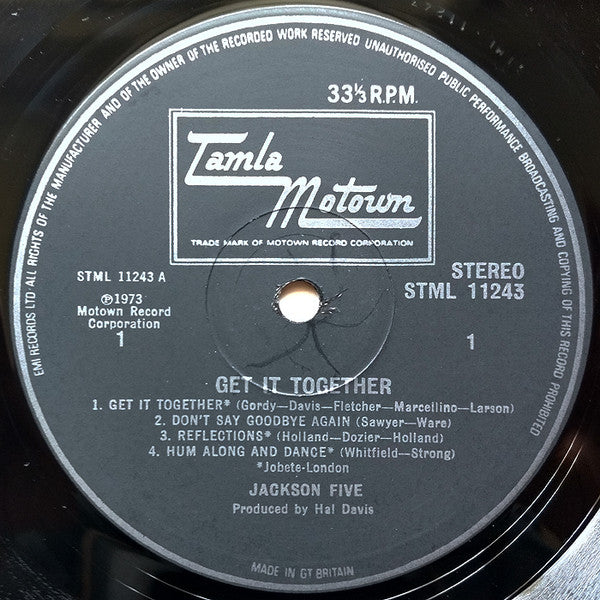 EMI RECORDS LTD ALL RIGHTS OF THE MANUFACTURER AND OF THE OWNER OF THE RECORDED WORK RESERVED UNAUTHORISED PUBLIC PERFORMANCE BROADCASTING AND COPYING OF THIS RECORD PROHIBITED
33⅓ R.P.M.
Tamla
Motown
TRADE MARK OF MOTOWN RECORD CORPORATION
STML 11243 A
℗1973
Motown Record
Corporation
1
STEREO
STML 11243
1
GET IT TOGETHER
1. GET IT TOGETHER* (Gordy—Davis—Fletcher—Marcellino—Larson)
2. DON'T SAY GOODBYE AGAIN (Sawyer—Ware)
3. REFLECTIONS* (Holland—Dozier—Holland)
4. HUM ALONG AND DANCE* (Whitfield—Strong)
*Jobete-London
JACKSON FIVE
Produced by Hal Davis
MADE IN GT BRITAIN